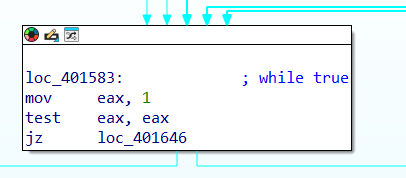 loc_401583: ; while true
mov eax, 1
test eax, eax
jz loc_401646